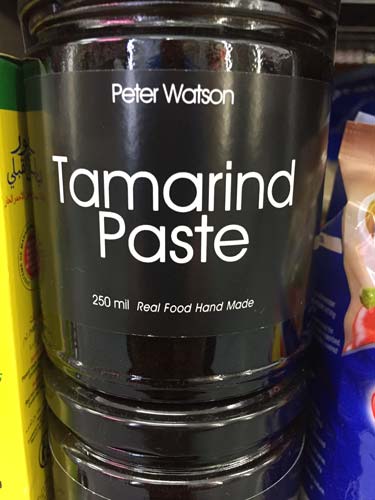 Peter Watson
Tamarind
Paste
250 mil Real Food Hand Made